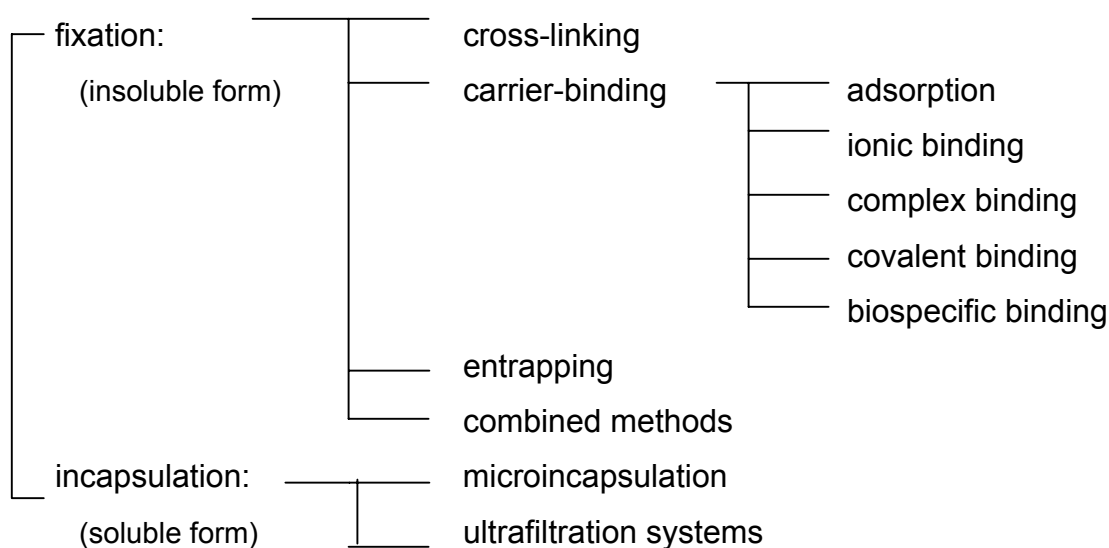 fixation:
(insoluble form)
cross-linking
carrier-binding
adsorption
ionic binding
complex binding
covalent binding
biospecific binding
entrapping
combined methods
incapsulation:
(soluble form)
microincapsulation
ultrafiltration systems